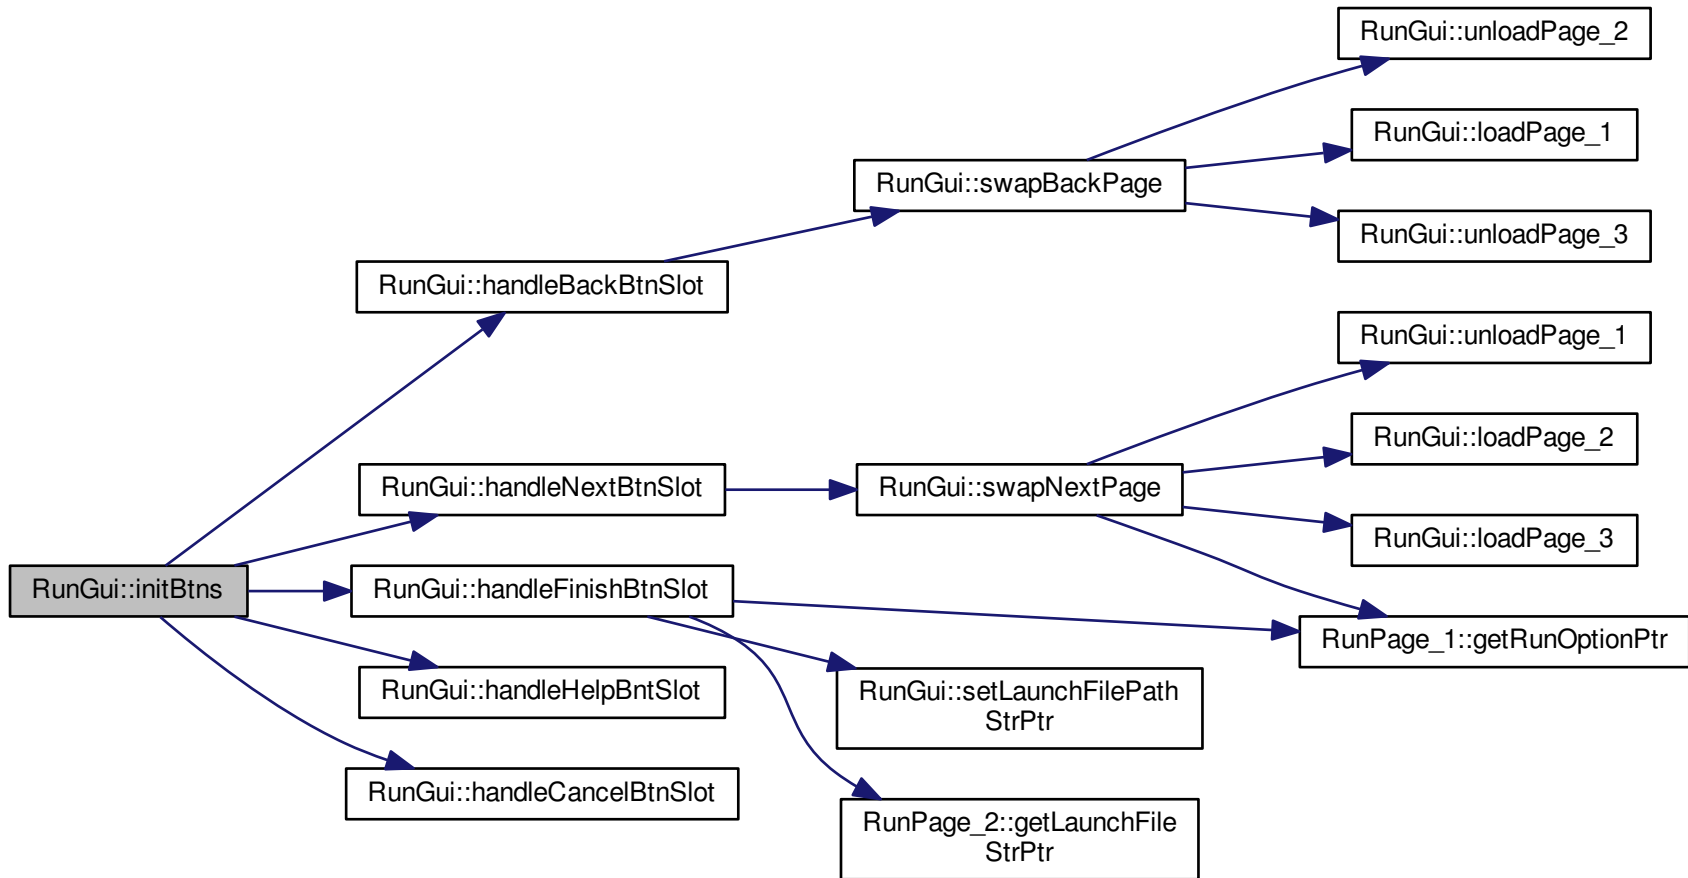 RunGui::unloadPage_2
RunGui::loadPage_1
RunGui::swapBackPage
RunGui::unloadPage_3
RunGui::handleBackBtnSlot
RunGui::unloadPage_1
RunGui::loadPage_2
RunGui::handleNextBtnSlot
RunGui::swapNextPage
RunGui::loadPage_3
RunGui::initBtns
RunGui::handleFinishBtnSlot
RunPage_1::getRunOptionPtr
RunGui::handleHelpBntSlot
RunGui::setLaunchFilePath
StrPtr
RunGui::handleCancelBtnSlot
RunPage_2::getLaunchFile
StrPtr